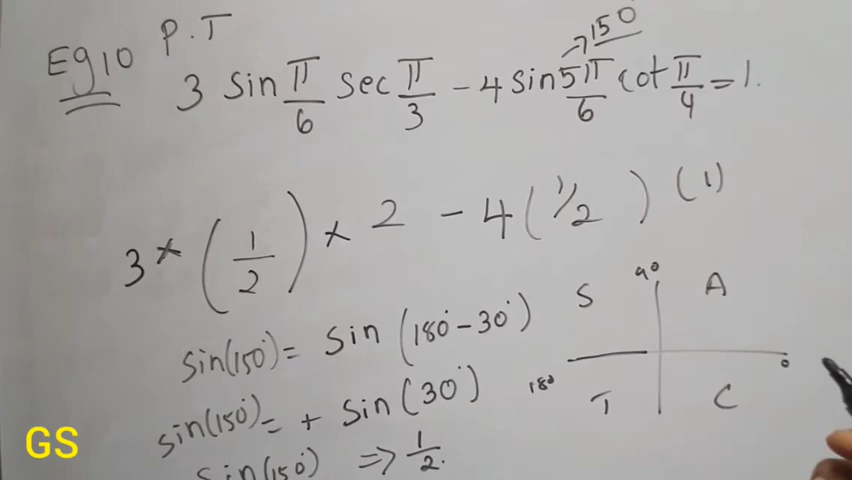 Eg10 P.T
→150
3 sin π/6 sec π/3 - 4 sin 5π/6 cot π/4 = 1.
3 × (1/2) × 2 - 4 (1/2) (1)
sin(150°) = sin (180° - 30°)
sin(150°) = + sin(30°)
sin(150°) ⇒ 1/2.
90
S A
180 0
T C
GS